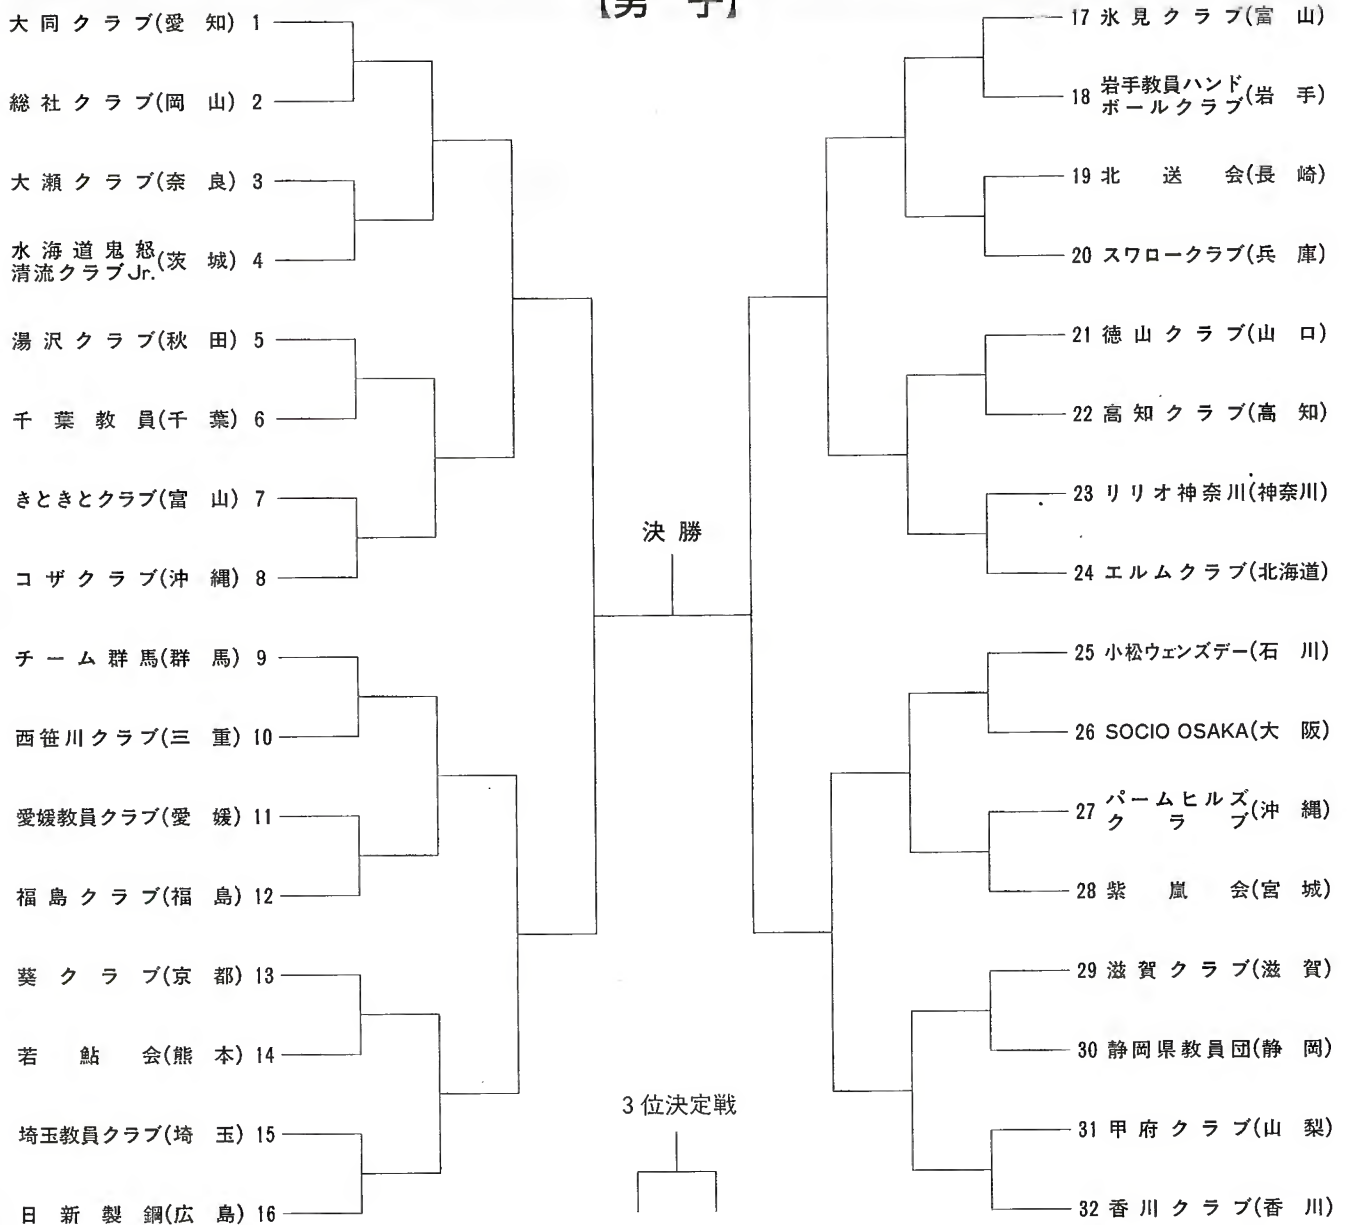 【男 子】
大同クラブ(愛 知) 1
総社クラブ(岡 山) 2
大瀬クラブ(奈 良) 3
水海道鬼怒
清流クラブJr.(茨 城) 4
湯沢クラブ(秋 田) 5
千葉教員(千 葉) 6
きときとクラブ(富 山) 7
コザクラブ(沖 縄) 8
チーム群馬(群 馬) 9
西笹川クラブ(三 重) 10
愛媛教員クラブ(愛 媛) 11
福島クラブ(福 島) 12
葵クラブ(京 都) 13
若鮎会(熊 本) 14
埼玉教員クラブ(埼 玉) 15
日新製鋼(広 島) 16
決勝
3位決定戦
17 氷見クラブ(富 山)
18 岩手教員ハンド
ボールクラブ(岩 手)
19 北送会(長 崎)
20 スワロークラブ(兵 庫)
21 徳山クラブ(山 口)
22 高知クラブ(高 知)
23 リリオ神奈川(神奈川)
24 エルムクラブ(北海道)
25 小松ウェンズデー(石 川)
26 SOCIO OSAKA(大 阪)
27 パームヒルズ
クラブ(沖 縄)
28 紫嵐会(宮 城)
29 滋賀クラブ(滋 賀)
30 静岡県教員団(静 岡)
31 甲府クラブ(山 梨)
32 香川クラブ(香 川)